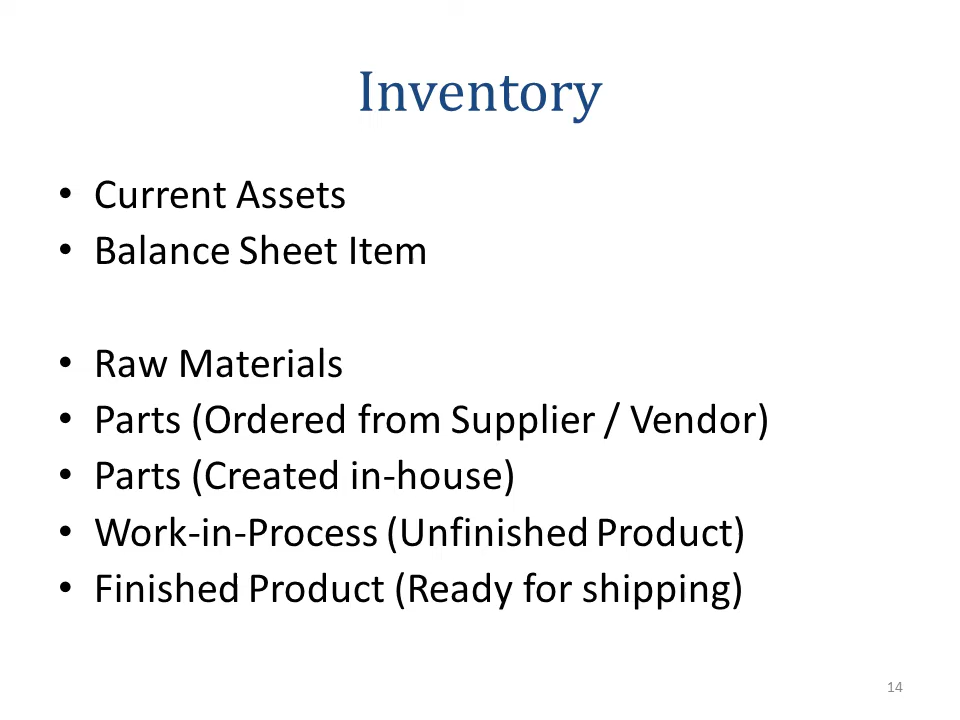 Inventory
• Current Assets
• Balance Sheet Item
• Raw Materials
• Parts (Ordered from Supplier / Vendor)
• Parts (Created in-house)
• Work-in-Process (Unfinished Product)
• Finished Product (Ready for shipping)
14